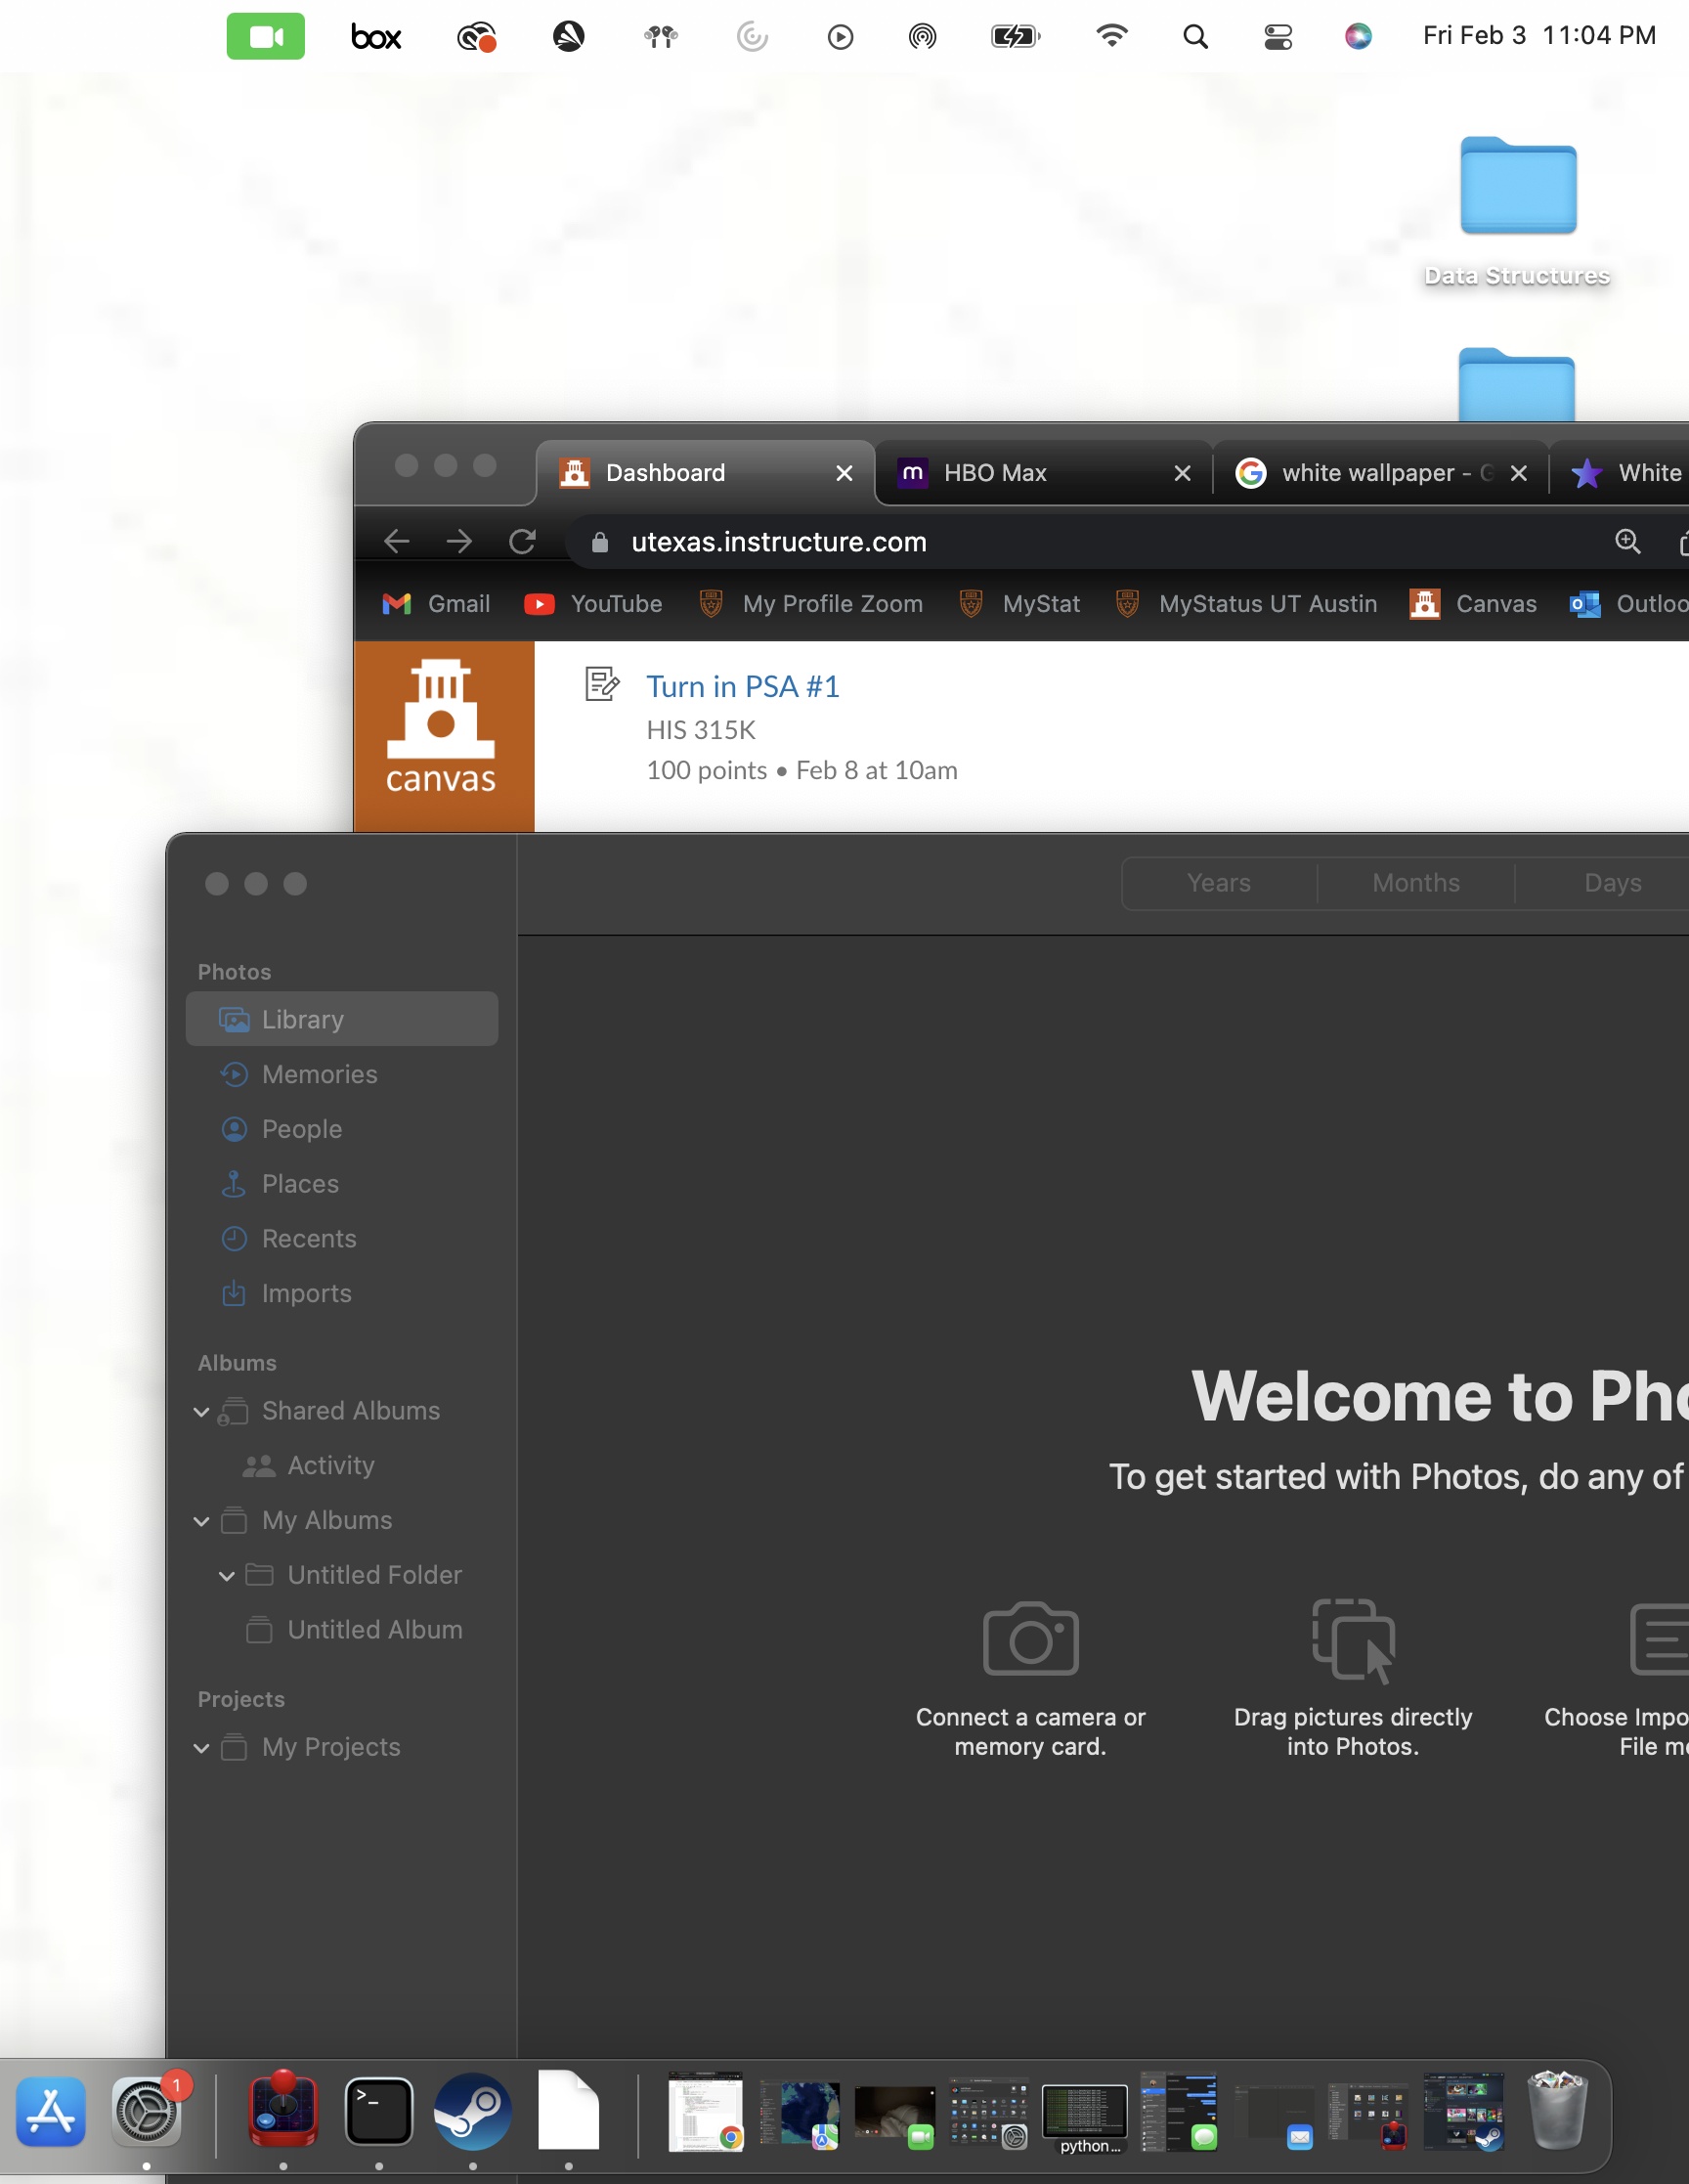 box
Fri Feb 3 11:04 PM
Data Structures
Dashboard
HBO Max
white wallpaper - G
White
utexas.instructure.com
Gmail
YouTube
My Profile Zoom
MyStat
MyStatus UT Austin
Canvas
Outloo
canvas
Turn in PSA #1
HIS 315K
100 points • Feb 8 at 10am
Years
Months
Days
Photos
Library
Memories
People
Places
Recents
Imports
Albums
Shared Albums
Activity
My Albums
Untitled Folder
Untitled Album
Projects
My Projects
Welcome to Pho
To get started with Photos, do any of
Connect a camera or
memory card.
Drag pictures directly
into Photos.
Choose Impo
File me
1
python...